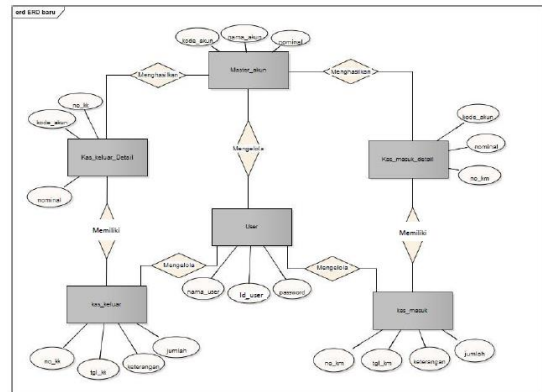 erd ERD baru
kode_akun
nama_akun
nominal
Master_akun
Menghasilkan
Menghasilkan
no_kk
kode_akun
kode_akun
nominal
Kas_keluar_Detail
Mengelola
Kas_masuk_detail
nominal
no_km
Memiliki
User
Memiliki
Mengelola
Mengelola
nama_user
Id_user
password
kas_keluar
kas_masuk
no_kk
tgl_kk
keterangan
jumlah
no_km
tgl_km
keterangan
jumlah